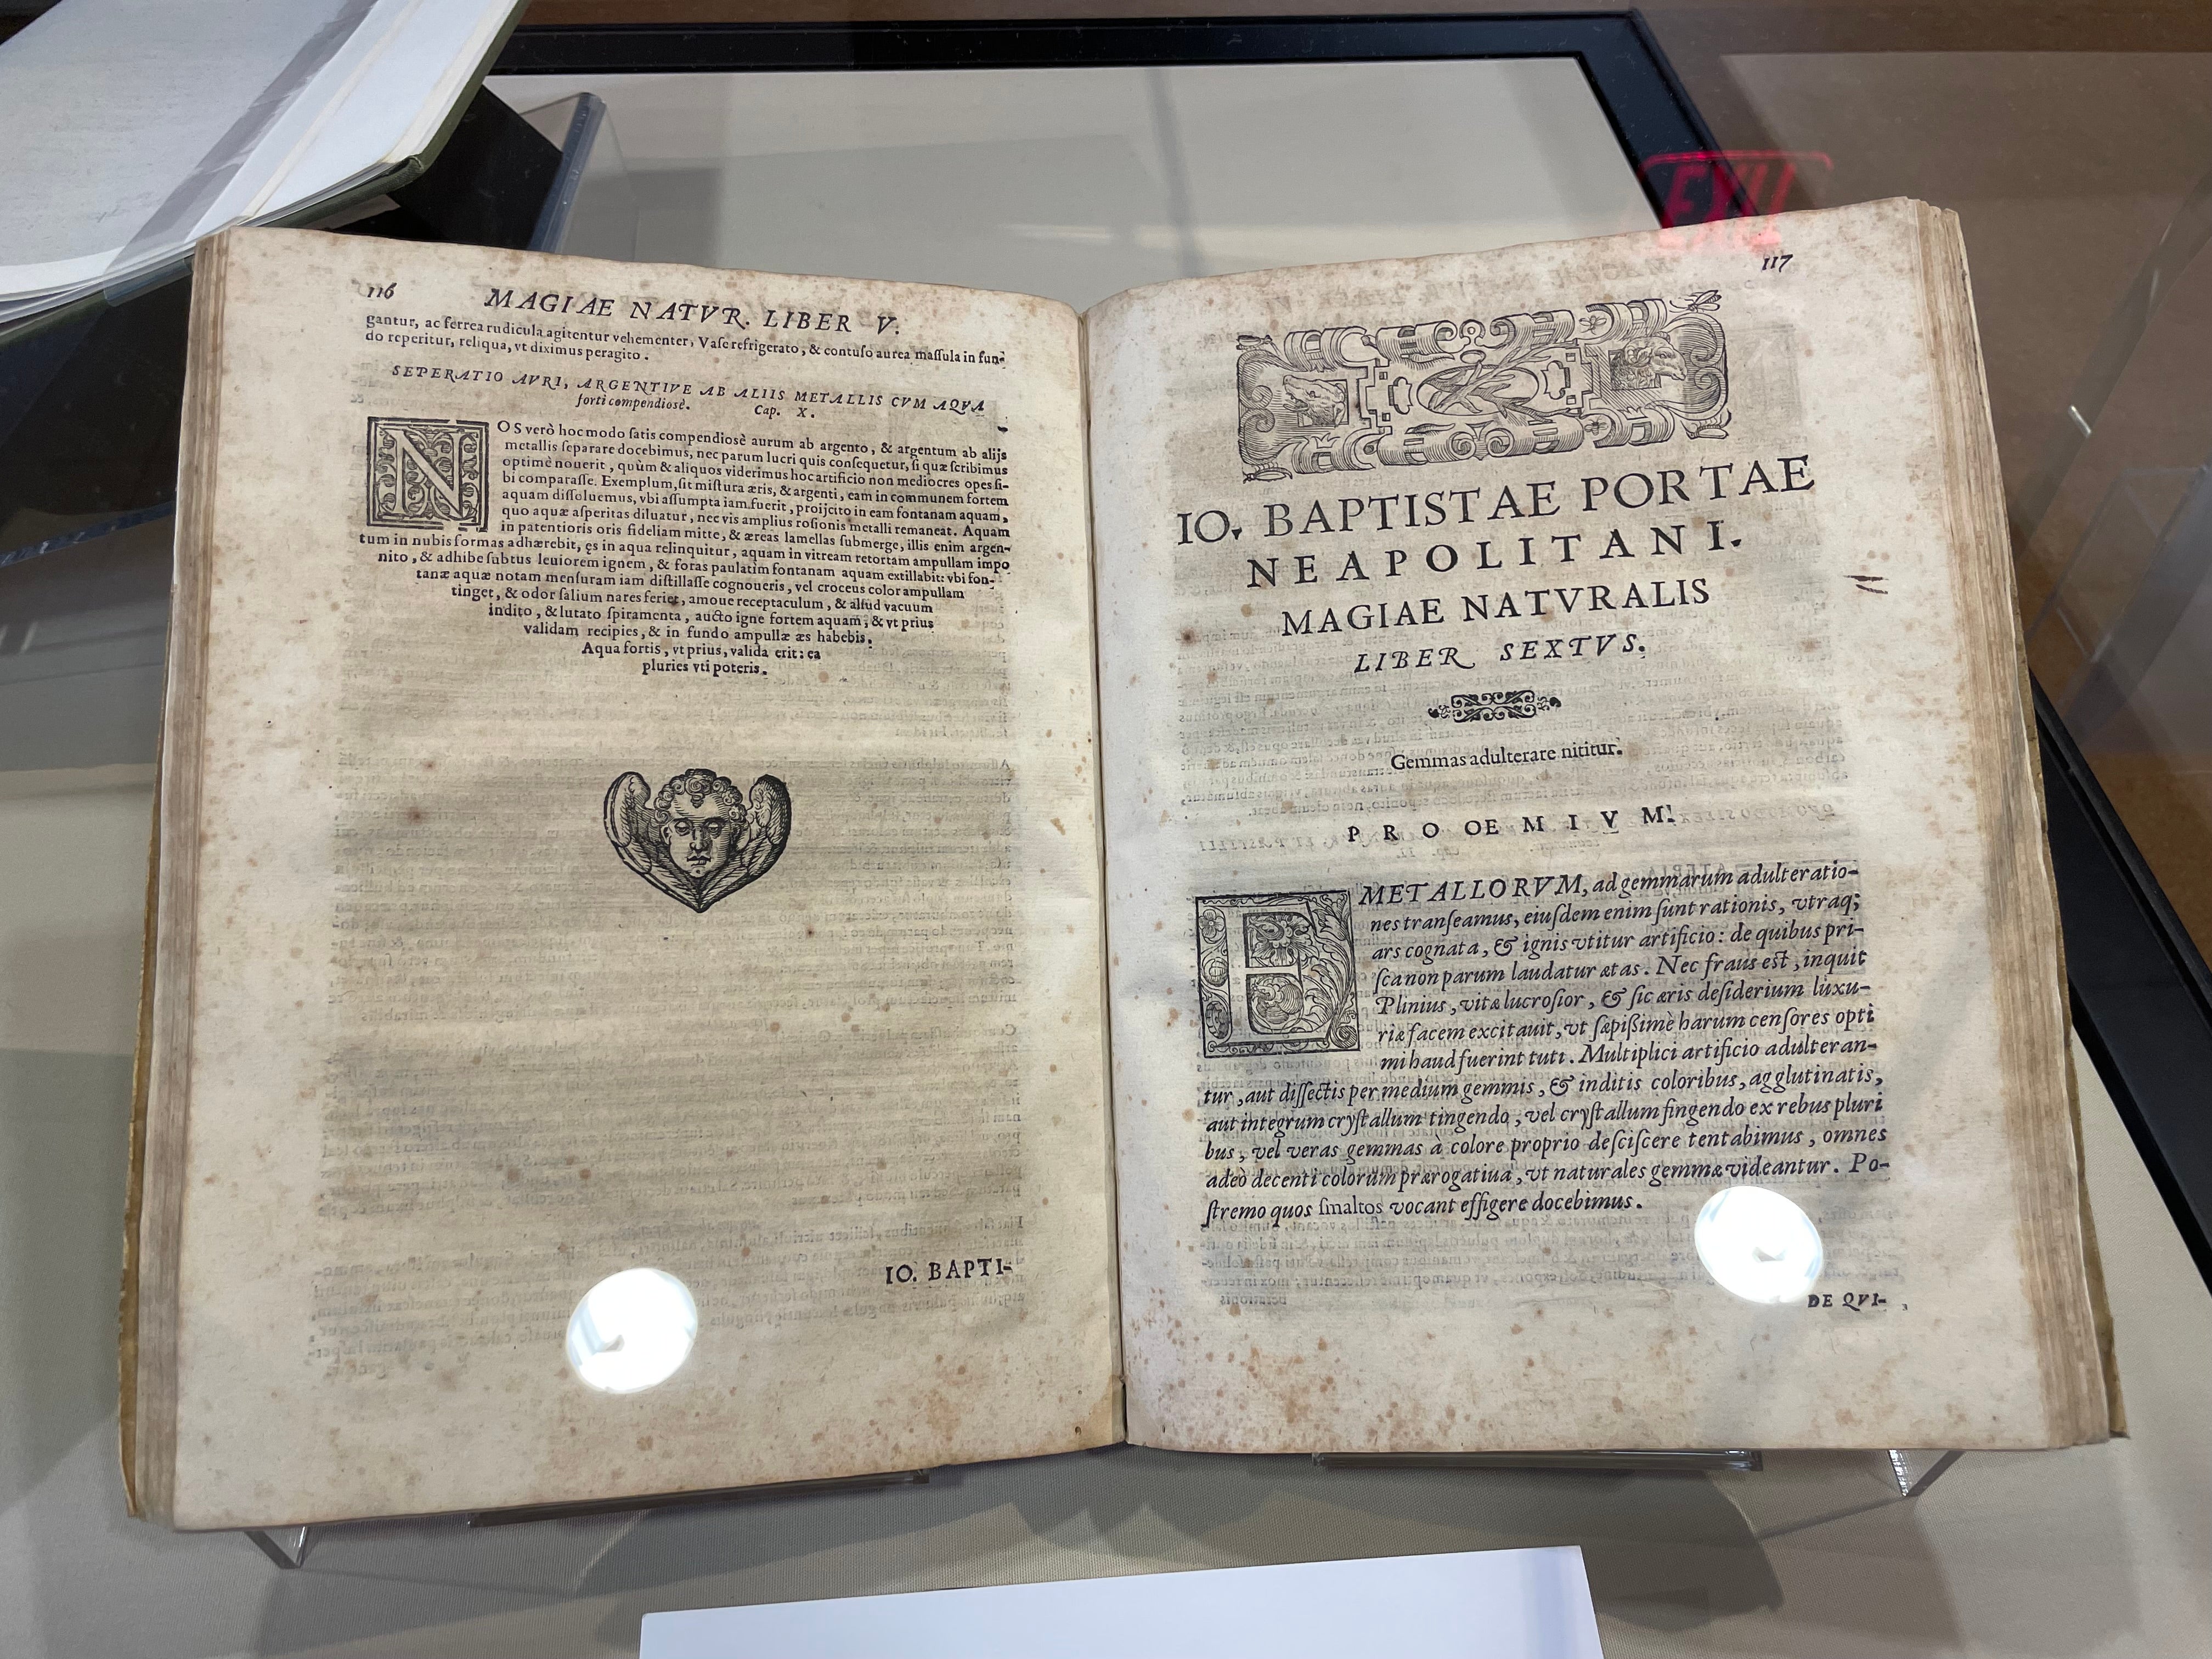 116
MAGIAE NATVR. LIBER V.
gantur, ac ferrea rudicula agitentur vehementer, Vase refrigerato, & contuso aurea maſſula in fun-
do reperitur, reliqua, vt diximus peragito.
SEPERATIO AVRI, ARGENTIVE AB ALIIS METALLIS CVM AQVA
forti compendiosè. Cap. X.
NOS verò hoc modo ſatis compendiosè aurum ab argento, & argentum ab alijs
metallis ſeparare docebimus, nec parum lucri quis conſequetur, ſi quæ ſcribimus
optimè nouerit, quùm & aliquos viderimus hoc artificio non mediocres opes ſi-
bi comparaſſe. Exemplum, ſit miſtura æris, & argenti, eam in communem fortem
aquam diſſoluemus, vbi aſſumpta iam fuerit, proijcito in eam fontanam aquam,
quo aquæ aſperitas diluatur, nec vis amplius roſionis metalli remaneat. Aquam
in patentioris oris fideliam mitte, & æreas lamellas ſubmerge, illis enim argen-
tum in nubis formas adhærebit, ęs in aqua relinquitur, aquam in vitream retortam ampullam impo
nito, & adhibe ſubtus leuiorem ignem, & foras paulatim fontanam aquam extillabit: vbi fon-
tanæ aquæ notam menſuram iam diſtillaſſe cognoueris, vel croceus color ampullam
tinget, & odor ſalium nares feriet, amoue receptaculum, & aliud vacuum
indito, & lutato ſpiramenta, aucto igne fortem aquam, & vt prius
validam recipies, & in fundo ampullæ æs habebis.
Aqua fortis, vt prius, valida erit: ea
pluries vti poteris.
IO. BAPTI-
117
IO. BAPTISTAE PORTAE
NEAPOLITANI.
MAGIAE NATVRALIS
LIBER SEXTVS.
Gemmas adulterare nititur.
PROOEMIVM.
E METALLORVM, ad gemmarum adulteratio-
nes tranſeamus, eiuſdem enim ſunt rationis, vtraq;
ars cognata, & ignis vtitur artificio: de quibus pri-
ſca non parum laudatur ætas. Nec fraus eſt, inquit
Plinius, vitæ lucroſior, & ſic æris deſiderium luxu-
riæ facem excitauit, vt ſæpißimè harum cenſores opti
mi haud fuerint tuti. Multiplici artificio adulteran-
tur, aut diſſectis per medium gemmis, & inditis coloribus, agglutinatis,
aut integrum cryſtallum tingendo, vel cryſtallum fingendo ex rebus pluri
bus, vel veras gemmas à colore proprio deſciſcere tentabimus, omnes
adeò decenti colorum prærogatiua, vt naturales gemmæ videantur. Po-
ſtremo quos ſmaltos vocant effigere docebimus.
DE QVI-
EXIT